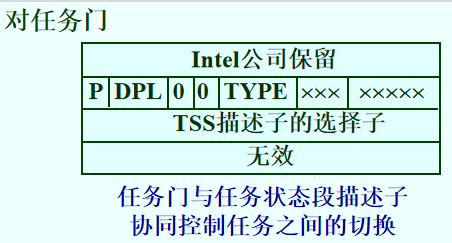 对任务门
Intel公司保留
P DPL 0 0 TYPE ××× ×××××
TSS描述子的选择子
无效
任务门与任务状态段描述子
协同控制任务之间的切换